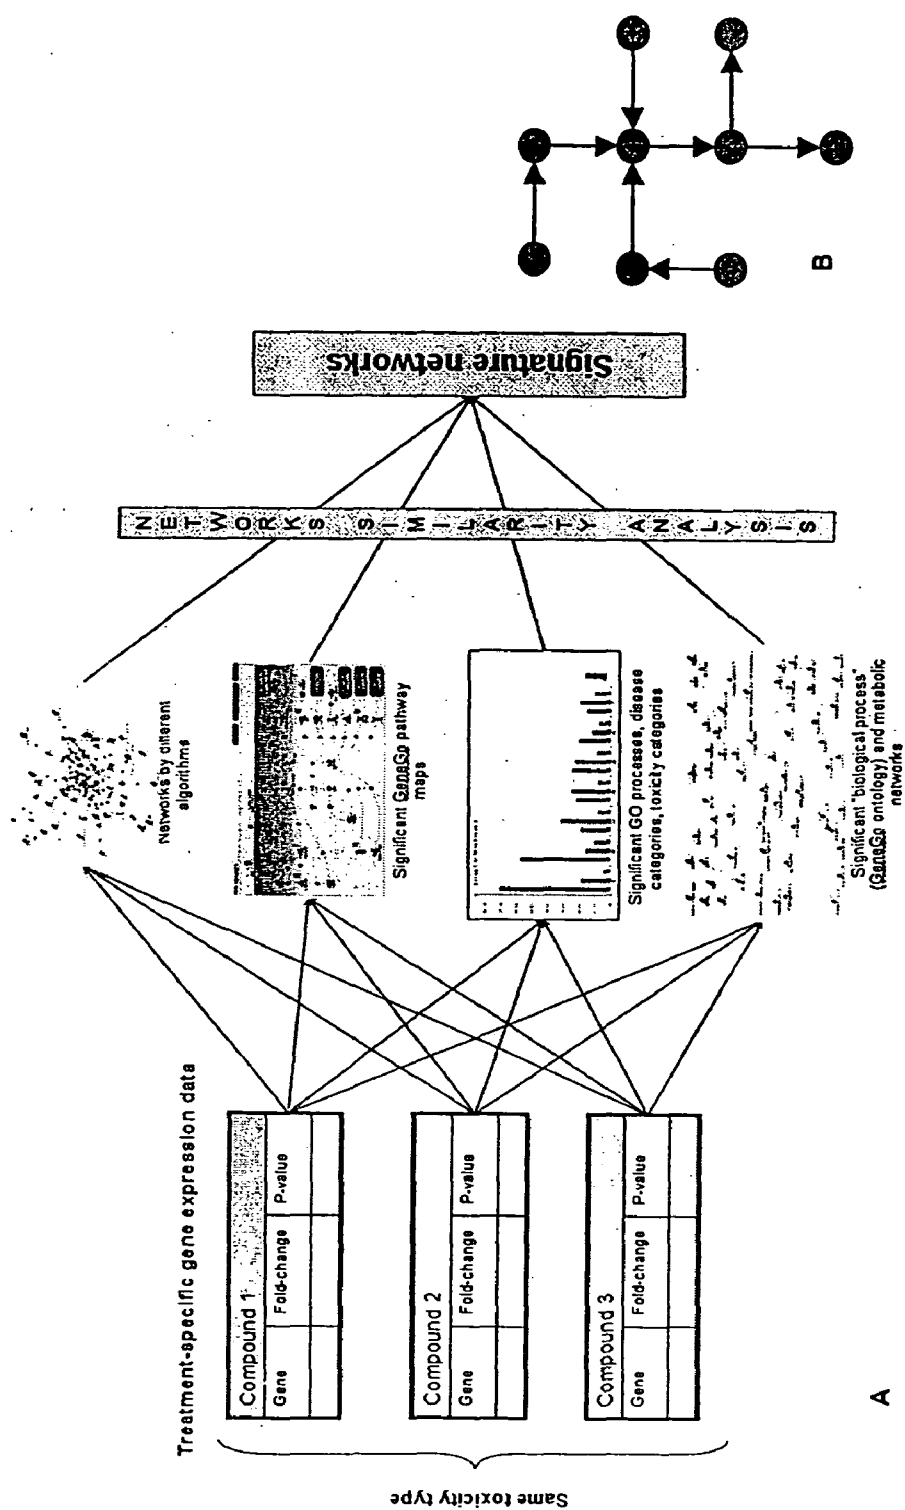 Same toxicity type
Treatment-specific gene expression data
Compound 1
Gene Fold-change P-value
Compound 2
Gene Fold-change P-value
Compound 3
Gene Fold-change P-value
Networks by different
algorithms
Significant GeneGo pathway
maps
Significant GO processes, disease
categories, toxicity categories
Significant "biological process"
(GeneGo ontology) and metabolic
networks
NETWORKS SIMILARITY ANALYSIS
Signature networks
A
B